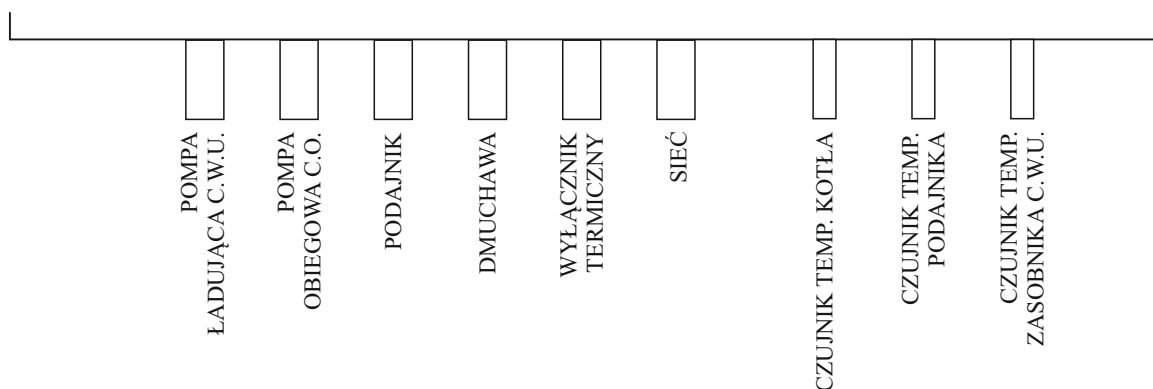 POMPA
ŁADUJĄCA C.W.U.
POMPA
OBIEGOWA C.O.
PODAJNIK
DMUCHAWA
WYŁĄCZNIK
TERMICZNY
SIEĆ
CZUJNIK TEMP. KOTŁA
CZUJNIK TEMP.
PODAJNIKA
CZUJNIK TEMP.
ZASOBNIKA C.W.U.